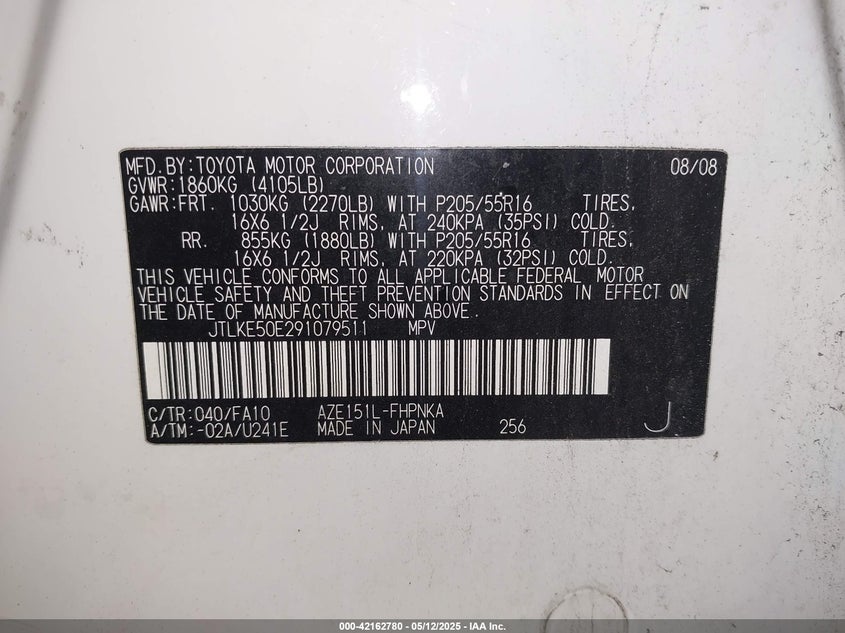 MFD.BY:TOYOTA MOTOR CORPORATION 08/08
GVWR:1860KG (4105LB)
GAWR:FRT. 1030KG (2270LB) WITH P205/55R16 TIRES,
16X6 1/2J RIMS, AT 240KPA (35PSI) COLD.
RR. 855KG (1880LB) WITH P205/55R16 TIRES,
16X6 1/2J RIMS, AT 220KPA (32PSI) COLD.
THIS VEHICLE CONFORMS TO ALL APPLICABLE FEDERAL MOTOR
VEHICLE SAFETY AND THEFT PREVENTION STANDARDS IN EFFECT ON
THE DATE OF MANUFACTURE SHOWN ABOVE.
JTLKE50E291079511 MPV
C/TR:040/FA10 AZE151L-FHPNKA
A/TM:-02A/U241E MADE IN JAPAN 256 J
000-42162780 - 05/12/2025 - IAA Inc.